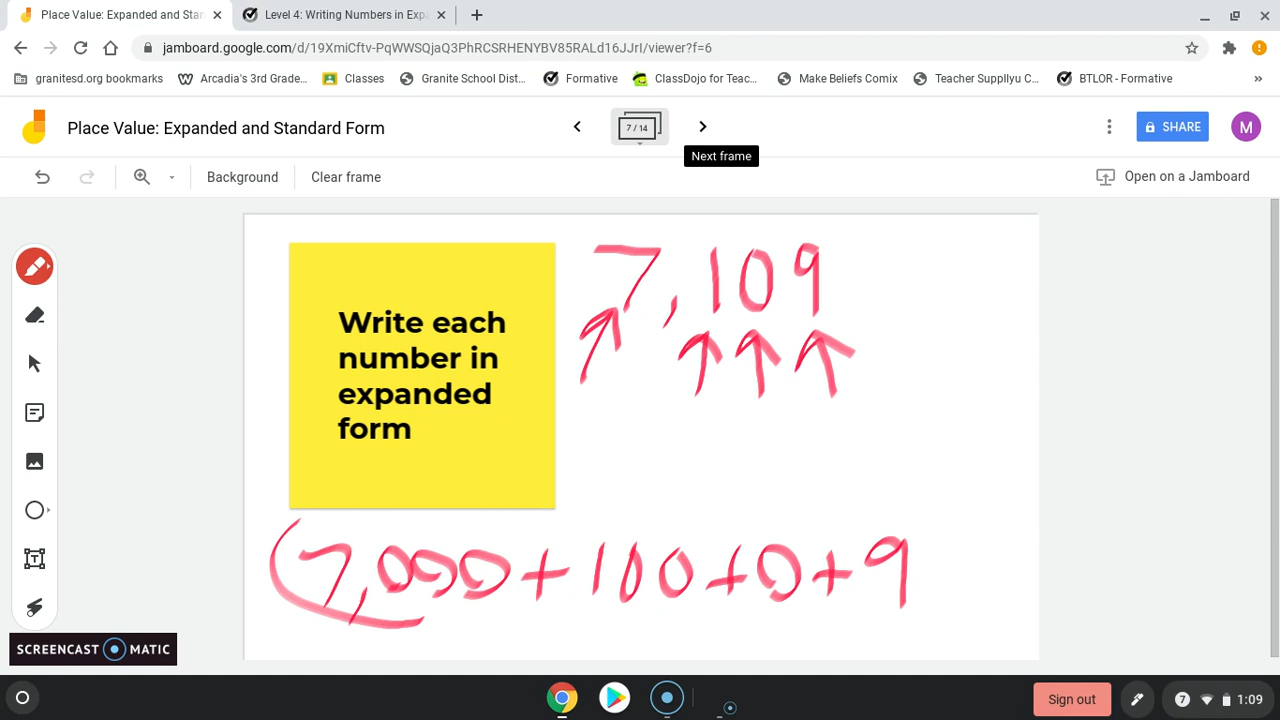 Place Value: Expanded and Stan
Level 4: Writing Numbers in Exp
jamboard.google.com/d/19XmiCftv-PqWWSQjaQ3PhRCSRHENYBV85RALd16JJrI/viewer?f=6
granitesd.org bookmarks
Arcadia's 3rd Grade...
Classes
Granite School Dist...
Formative
ClassDojo for Teac...
Make Beliefs Comix
Teacher Suppllyu C...
BTLOR - Formative
Place Value: Expanded and Standard Form
7 / 14
SHARE
M
Next frame
Background
Clear frame
Open on a Jamboard
Write each
number in
expanded
form
7,109
7,000+100+0+9
SCREENCAST MATIC
Sign out
7
1:09